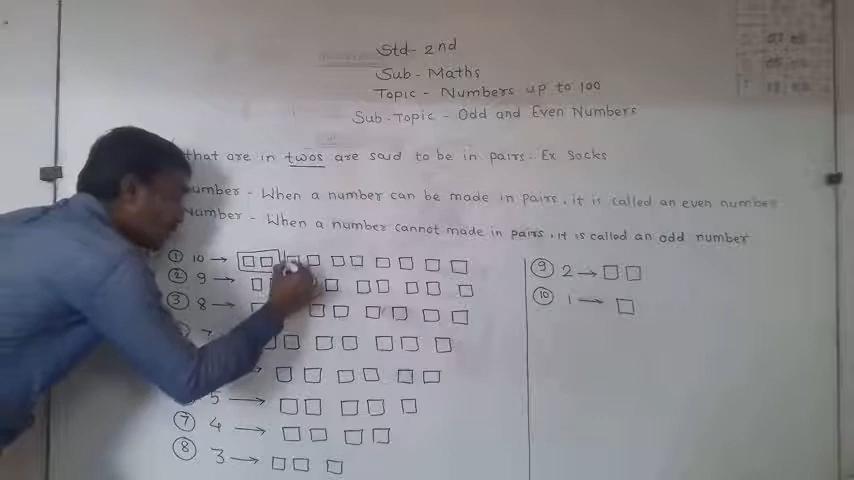 Std- 2nd
Sub - Maths
Topic - Numbers up to 100
Sub-Topic - Odd and Even Numbers
that are in twos are said to be in pairs. Ex Socks
Number - When a number can be made in pairs, it is called an even number
Number - When a number cannot made in pairs, it is called an odd number
① 10 →
② 9 →
③ 8 →
7
5 →
⑦ 4 →
⑧ 3 →
⑨ 2 →
⑩ 1 →